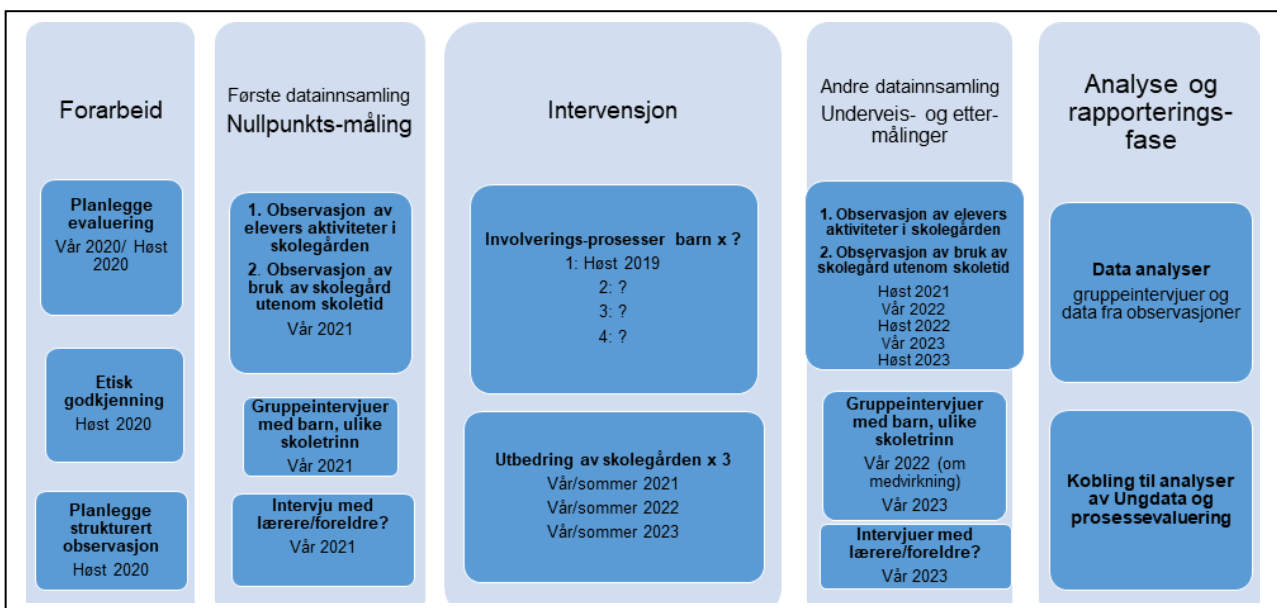 Forarbeid
Planlegge
evaluering
Vår 2020/ Høst
2020
Etisk
godkjenning
Høst 2020
Planlegge
strukturert
observasjon
Høst 2020
Første datainnsamling
Nullpunkts-måling
1. Observasjon av
elevers aktiviteter i
skolegården
2. Observasjon av
bruk av skolegård
utenom skoletid
Vår 2021
Gruppeintervjuer
med barn, ulike
skoletrinn
Vår 2021
Intervju med
lærere/foreldre?
Vår 2021
Intervensjon
Involverings-prosesser barn x ?
1: Høst 2019
2: ?
3: ?
4: ?
Utbedring av skolegården x 3
Vår/sommer 2021
Vår/sommer 2022
Vår/sommer 2023
Andre datainnsamling
Underveis- og etter-
målinger
1. Observasjon av elevers
aktiviteter i skolegården
2. Observasjon av bruk av
skolegård utenom skoletid
Høst 2021
Vår 2022
Høst 2022
Vår 2023
Høst 2023
Gruppeintervjuer
med barn, ulike
skoletrinn
Vår 2022 (om
medvirkning)
Vår 2023
Intervjuer med
lærere/foreldre?
Vår 2023
Analyse og
rapporterings-
fase
Data analyser
gruppeintervjuer og
data fra observasjoner
Kobling til analyser
av Ungdata og
prosessevaluering